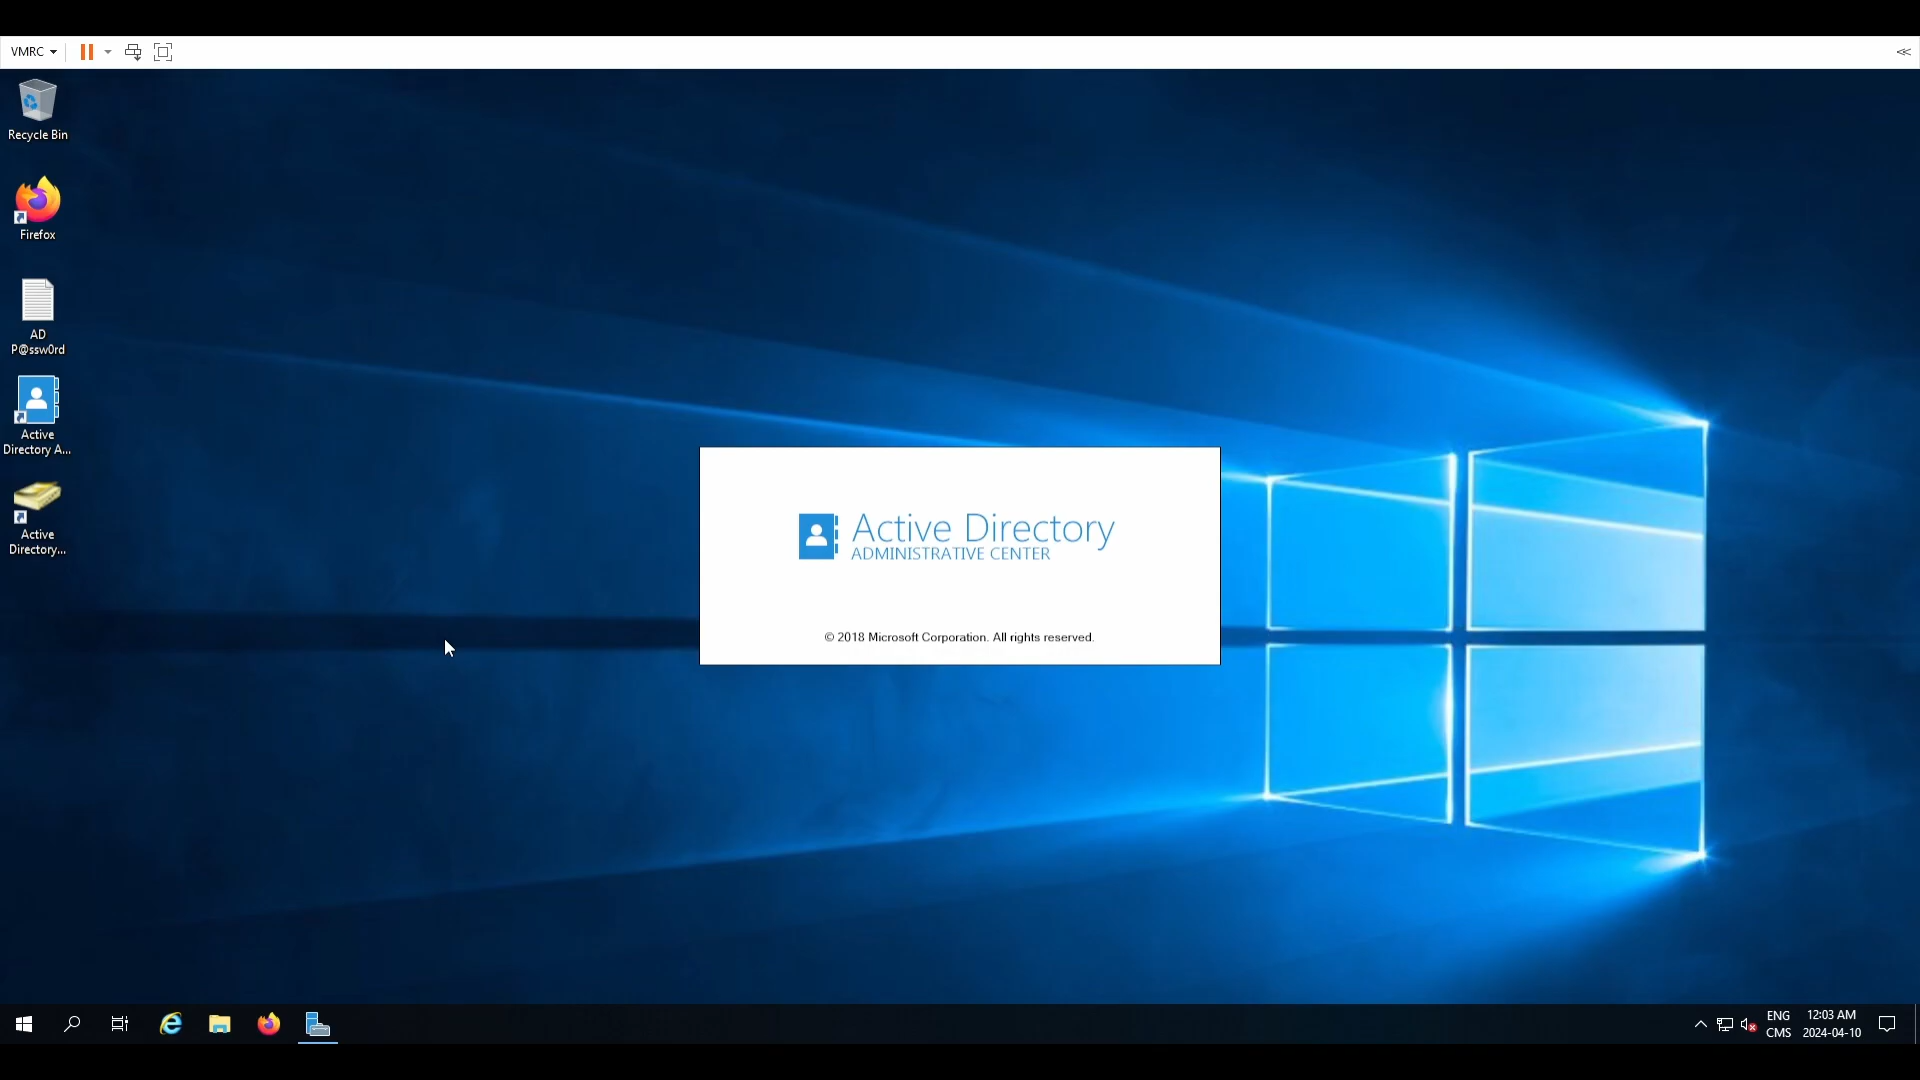 VMRC
Recycle Bin
Firefox
AD
P@ssw0rd
Active
Directory A...
Active
Directory...
Active Directory
ADMINISTRATIVE CENTER
© 2018 Microsoft Corporation. All rights reserved.
ENG
CMS
12:03 AM
2024-04-10